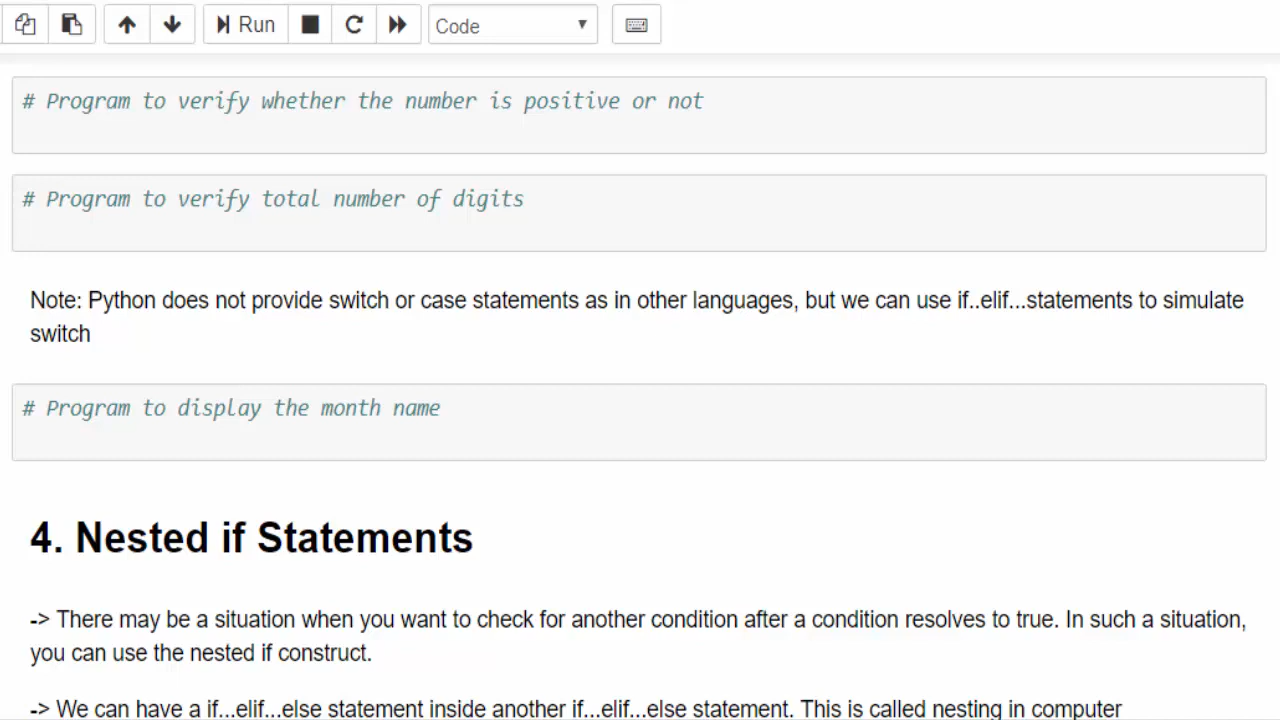 Run
Code
# Program to verify whether the number is positive or not
# Program to verify total number of digits
Note: Python does not provide switch or case statements as in other languages, but we can use if..elif...statements to simulate
switch
# Program to display the month name
4. Nested if Statements
-> There may be a situation when you want to check for another condition after a condition resolves to true. In such a situation,
you can use the nested if construct.
-> We can have a if...elif...else statement inside another if...elif...else statement. This is called nesting in computer